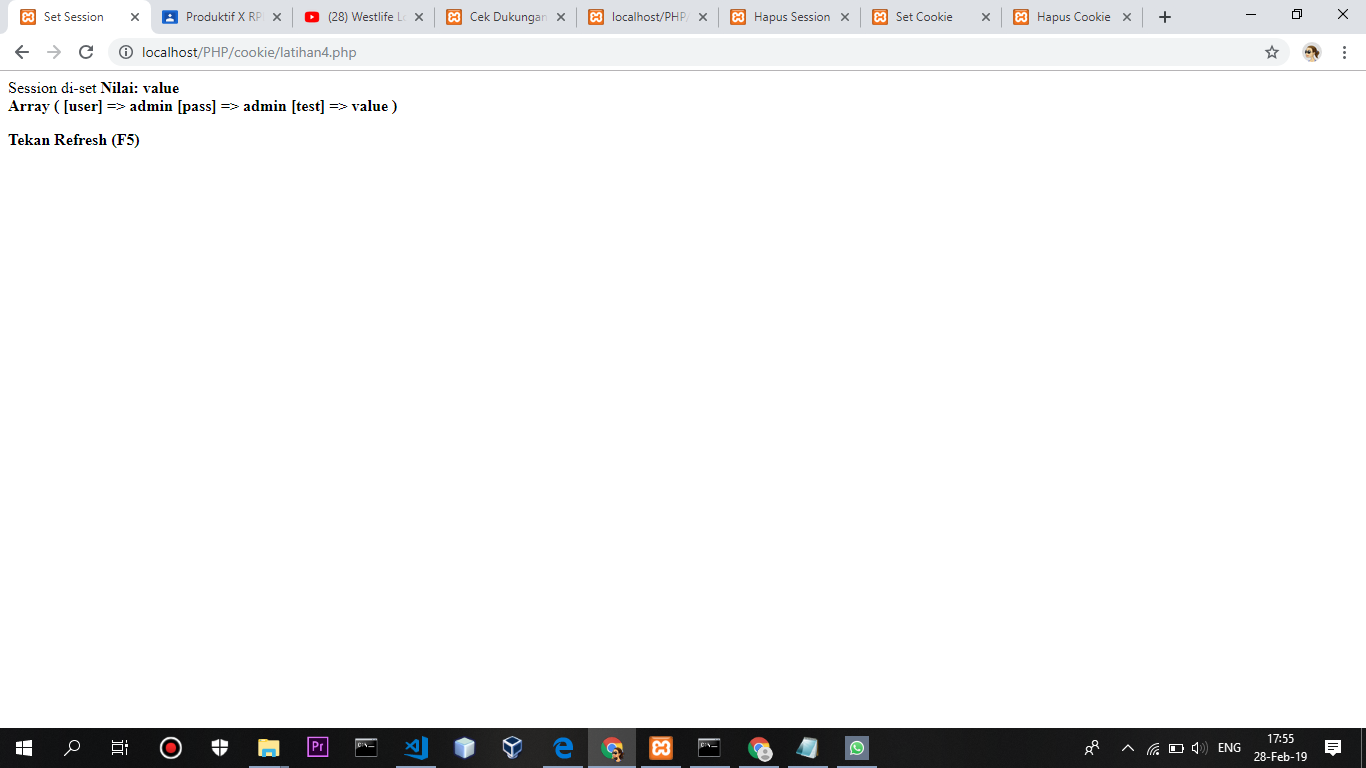 Set Session
Produktif X RP
(28) Westlife Lo
Cek Dukungan
localhost/PHP/
Hapus Session
Set Cookie
Hapus Cookie
localhost/PHP/cookie/latihan4.php
Session di-set Nilai: value
Array ( [user] => admin [pass] => admin [test] => value )
Tekan Refresh (F5)
Pr
ENG
17:55
28-Feb-19